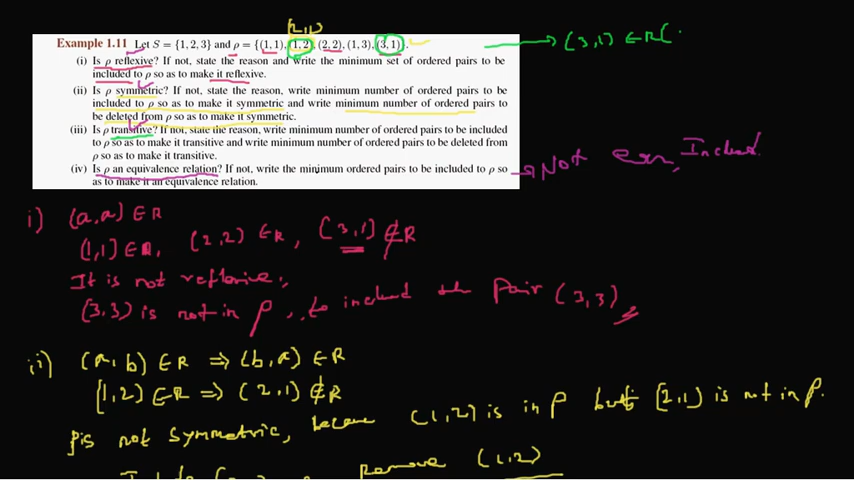 (2,1)
Example 1.11 Let S = {1, 2, 3} and ρ = {(1, 1), (1, 2), (2, 2), (1, 3), (3, 1)}.
(3,1) ∈R(
(i) Is ρ reflexive? If not, state the reason and write the minimum set of ordered pairs to be
included to ρ so as to make it reflexive.
(ii) Is ρ symmetric? If not, state the reason, write minimum number of ordered pairs to be
included to ρ so as to make it symmetric and write minimum number of ordered pairs to
be deleted from ρ so as to make it symmetric.
(iii) Is ρ transitive? If not, state the reason, write minimum number of ordered pairs to be included
to ρ so as to make it transitive and write minimum number of ordered pairs to be deleted from
ρ so as to make it transitive.
(iv) Is ρ an equivalence relation? If not, write the minimum ordered pairs to be included to ρ so
as to make it an equivalence relation.
Not
i) (a,a) ∈ R
(1,1) ∈ R, (2,2) ∈ R, (3,1) ∉ R
It is not reflexive,
(3,3) is not in ρ, to includ the Pair (3,3)
ii) (a,b) ∈ R ⇒ (b,a) ∈ R
(1,2) ∈ R ⇒ (2,1) ∉ R
ρ is not symmetric, because (1,2) is in ρ but (2,1) is not in ρ.
Remove (1,2)